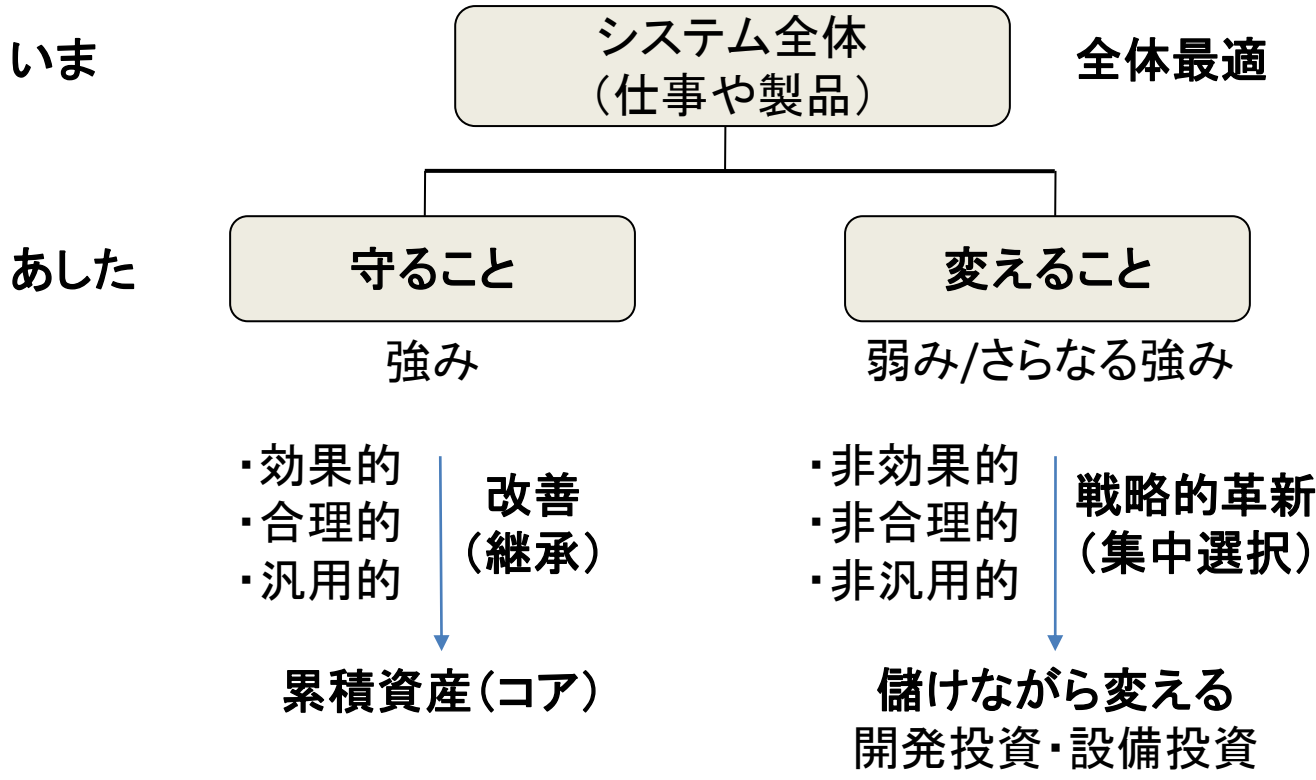 いま
システム全体
（仕事や製品）
全体最適
あした
守ること
変えること
強み
弱み/さらなる強み
・効果的
・合理的
・汎用的
改善
（継承）
・非効果的
・非合理的
・非汎用的
戦略的革新
（集中選択）
累積資産（コア）
儲けながら変える
開発投資・設備投資